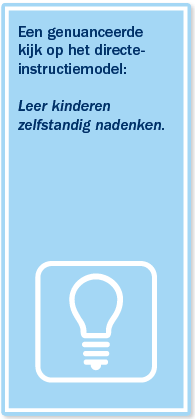 Een genuanceerde
kijk op het directe-
instructiemodel:
Leer kinderen
zelfstandig nadenken.